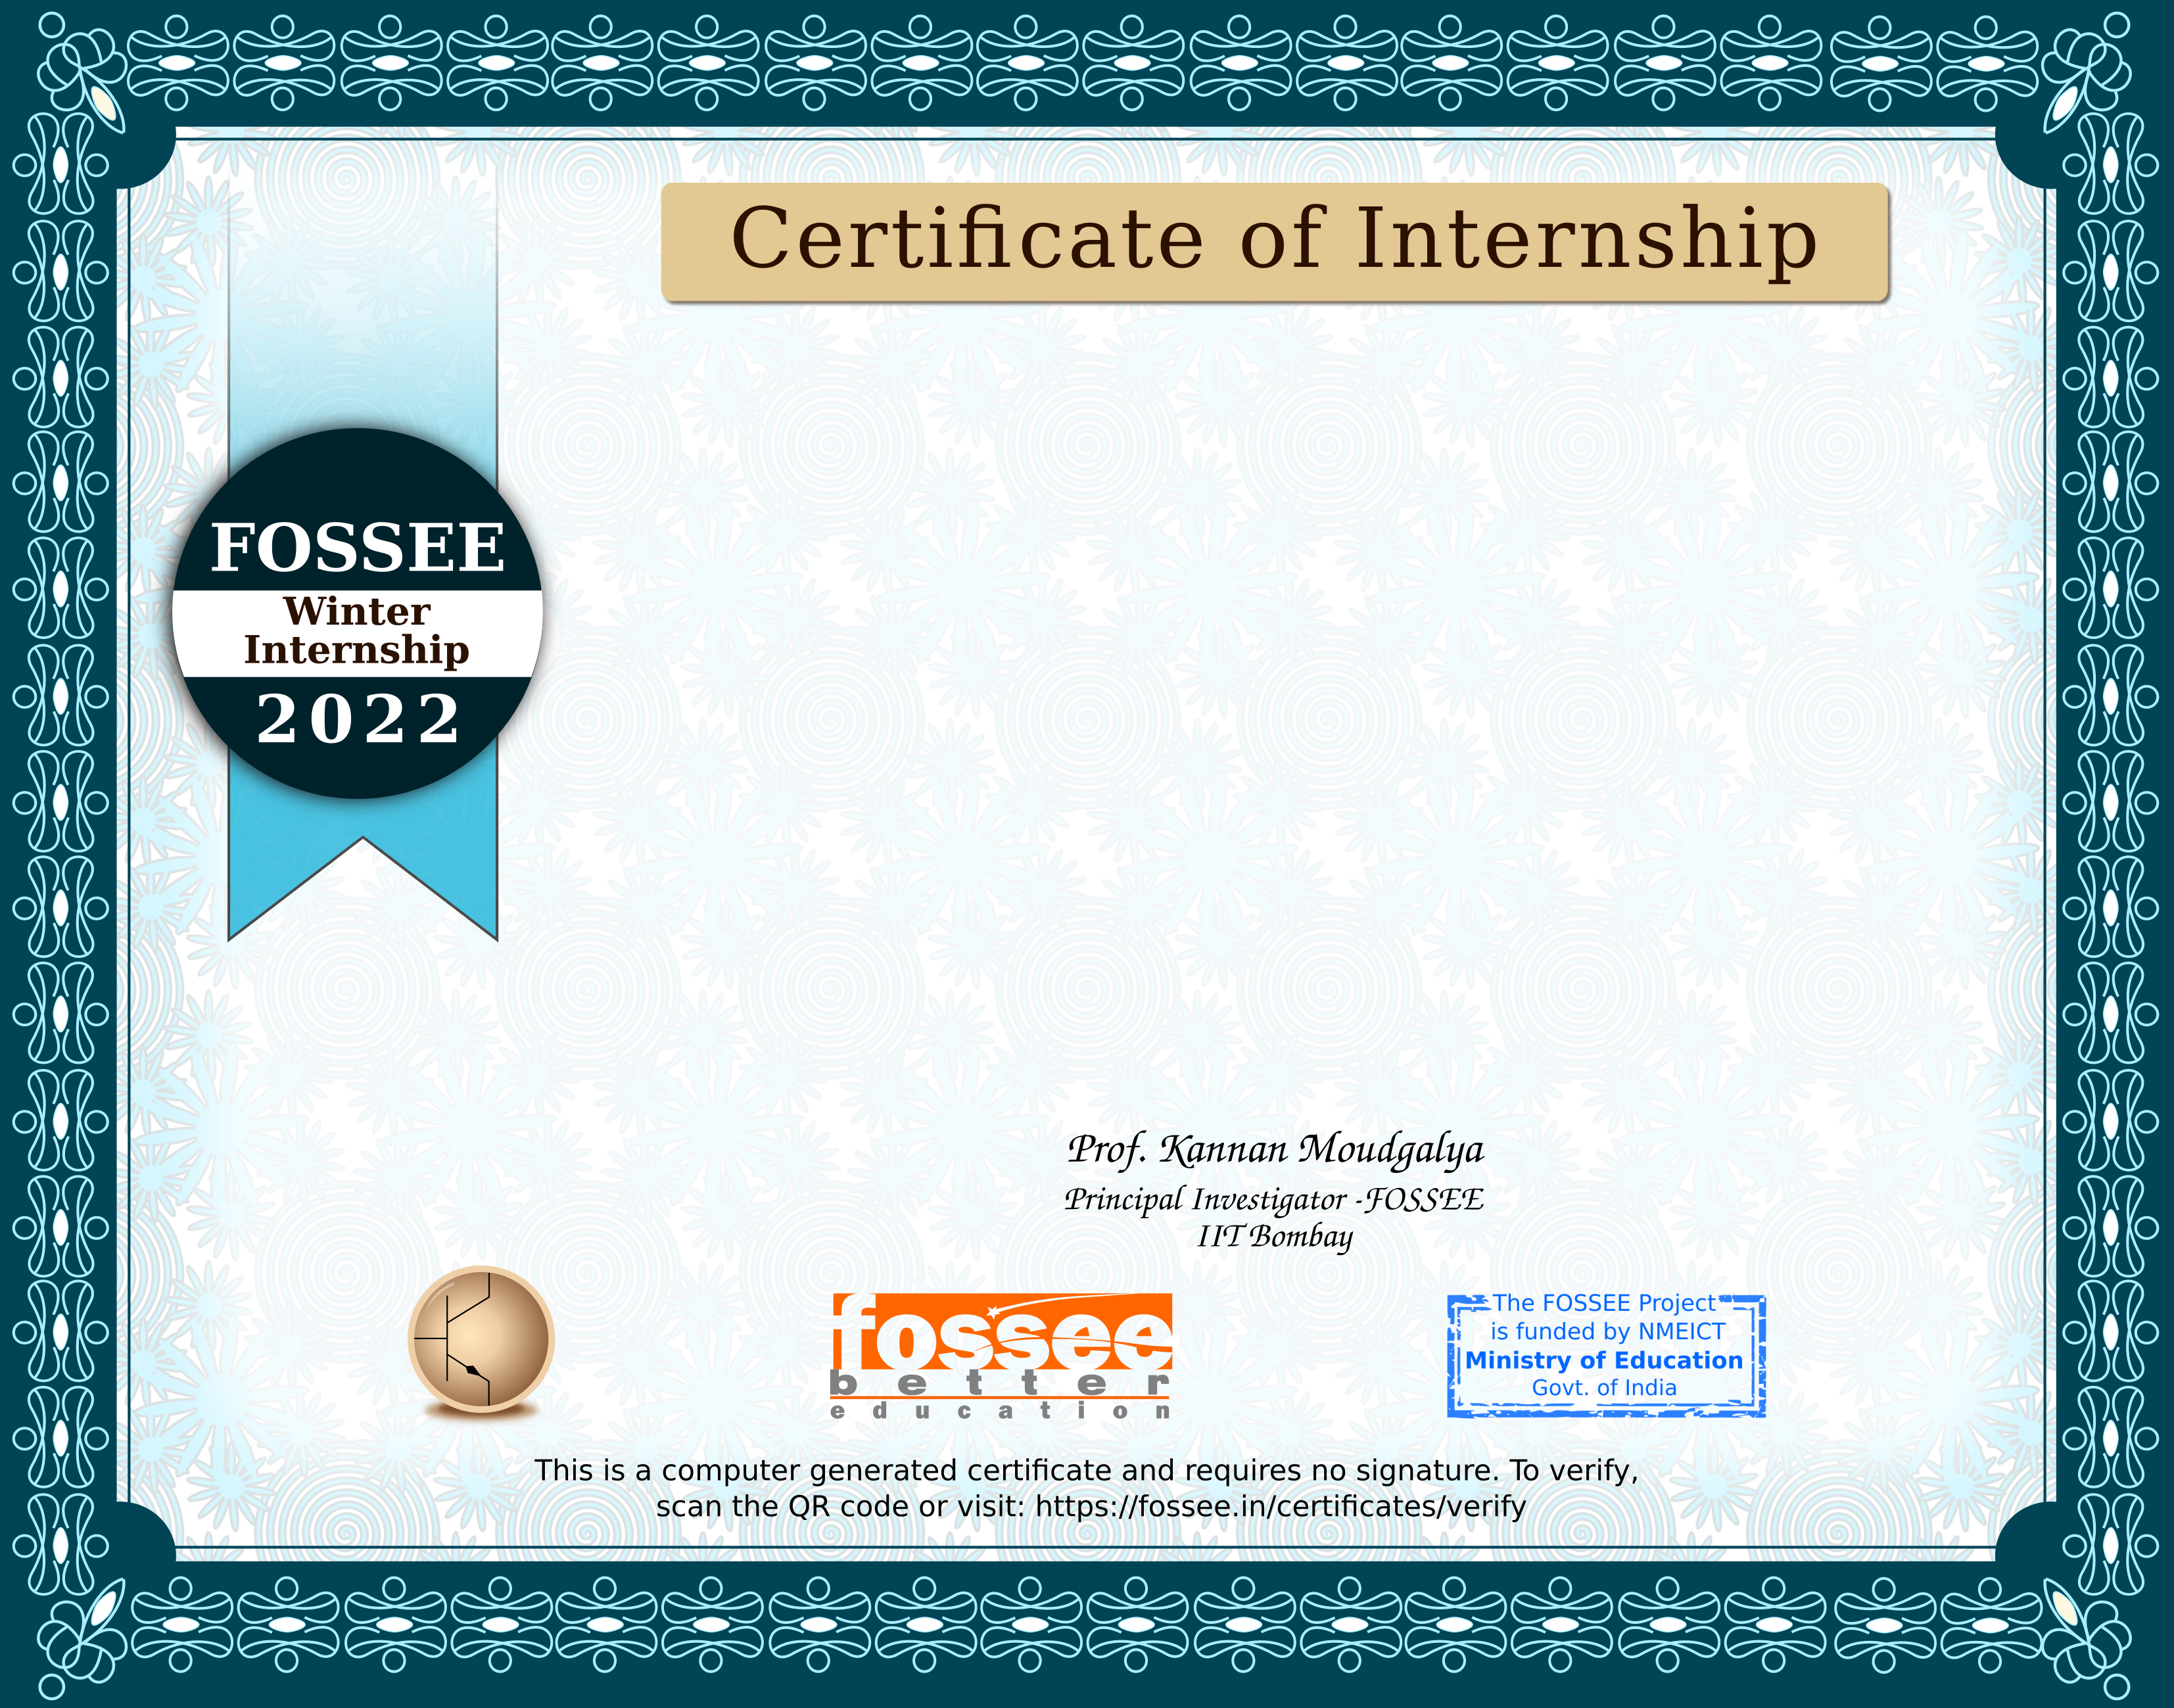 Certificate of Internship
FOSSEE
Winter
Internship
2022
Prof. Kannan Moudgalya
Principal Investigator -FOSSEE
IIT Bombay
fossee
better
education
The FOSSEE Project
is funded by NMEICT
Ministry of Education
Govt. of India
This is a computer generated certificate and requires no signature. To verify,
scan the QR code or visit: https://fossee.in/certificates/verify